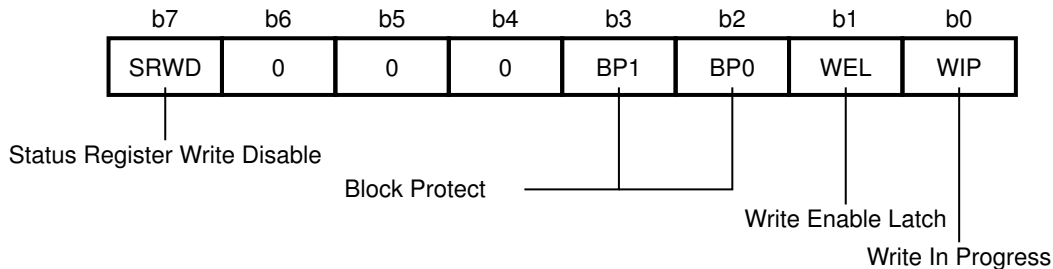 b7 b6 b5 b4 b3 b2 b1 b0
SRWD 0 0 0 BP1 BP0 WEL WIP
Status Register Write Disable
Block Protect
Write Enable Latch
Write In Progress